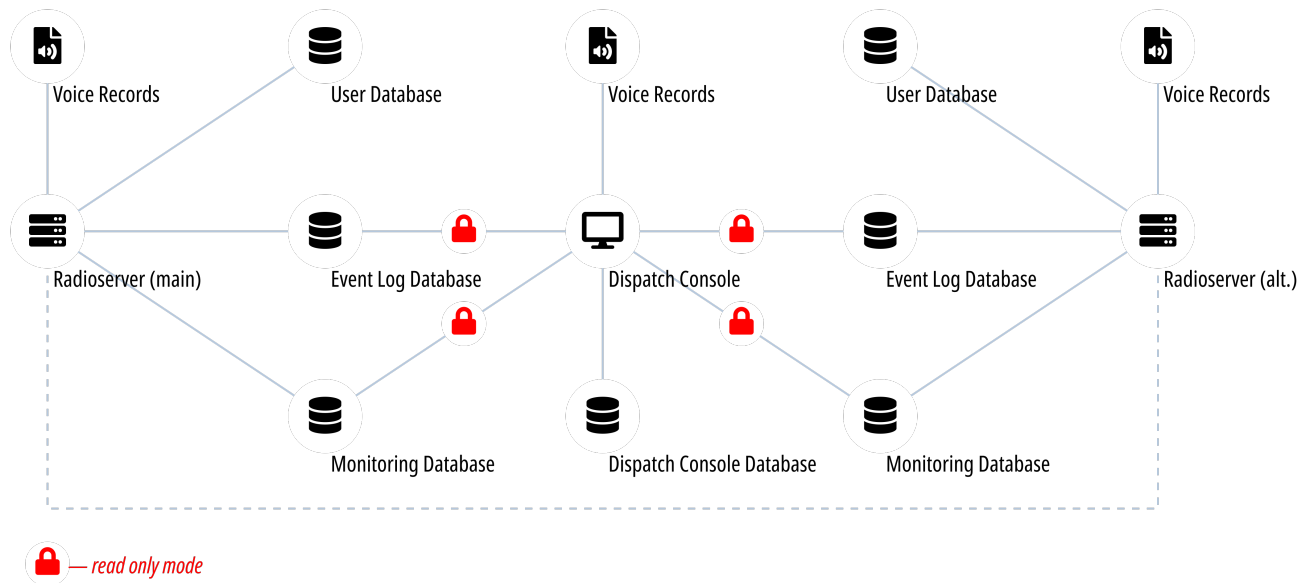 Voice Records
User Database
Voice Records
User Database
Voice Records
Radioserver (main)
Event Log Database
Dispatch Console
Event Log Database
Radioserver (alt.)
Monitoring Database
Dispatch Console Database
Monitoring Database
— read only mode